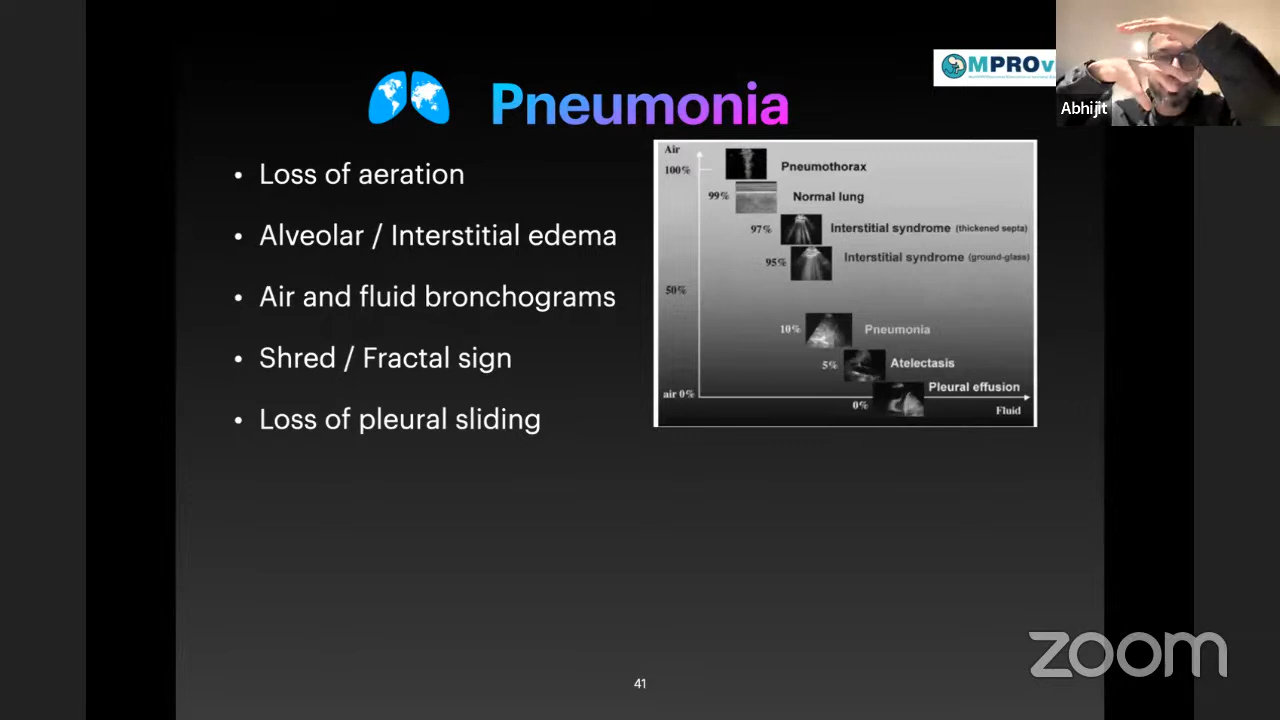 Pneumonia
• Loss of aeration
• Alveolar / Interstitial edema
• Air and fluid bronchograms
• Shred / Fractal sign
• Loss of pleural sliding
MPROv
Abhijit
Air
100%
Pneumothorax
99%
Normal lung
97%
Interstitial syndrome (thickened septa)
95%
Interstitial syndrome (ground-glass)
50%
10%
Pneumonia
5%
Atelectasis
Pleural effusion
air 0%
0%
Fluid
zoom
41